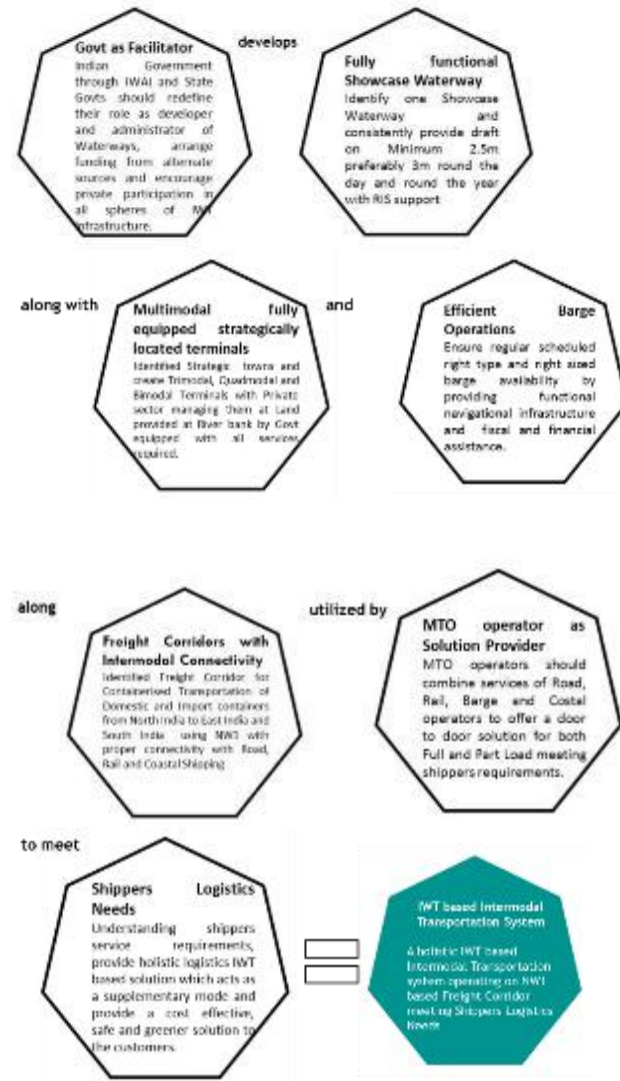 Govt as Facilitator
Indian Government
through IWAI and State
Govts should redefine
their role as developer
and administrator of
Waterways, arrange
funding from alternate
sources and encourage
private participation in
all spheres of
infrastructure.
develops
Fully functional
Showcase Waterway
Identify one Showcase
Waterway and
consistently provide draft
on Minimum 2.5m
preferably 3m round the
day and round the year
with RIS support
along with
Multimodal fully
equipped strategically
located terminals
Identified Strategic towns and
create Trimodal, Quadmodal and
Bimodal Terminals with Private
sector managing them at Land
provided at River bank by Govt
equipped with all services
required.
and
Efficient Barge
Operations
Ensure regular scheduled
right type and right sized
barge availability by
providing functional
navigational infrastructure
and fiscal and financial
assistance.
along
Freight Corridors with
Intermodal Connectivity
Identified Freight Corridor for
Containerised Transportation of
Domestic and Import containers
from North India to East India and
South India using NW1 with
proper connectivity with Road,
Rail and Coastal Shipping
utilized by
MTO operator as
Solution Provider
MTO operators should
combine services of Road,
Rail, Barge and Costal
operators to offer a door
to door solution for both
Full and Part Load meeting
shippers requirements.
to meet
Shippers Logistics
Needs
Understanding shippers
service requirements,
provide holistic logistics IWT
based solution which acts as
a supplementary mode and
provide a cost effective,
safe and greener solution to
the customers.
IWT based Intermodal
Transportation System
A holistic IWT based
Intermodal Transportation
system operating on NW1
based Freight Corridor
meeting Shippers Logistics
Needs